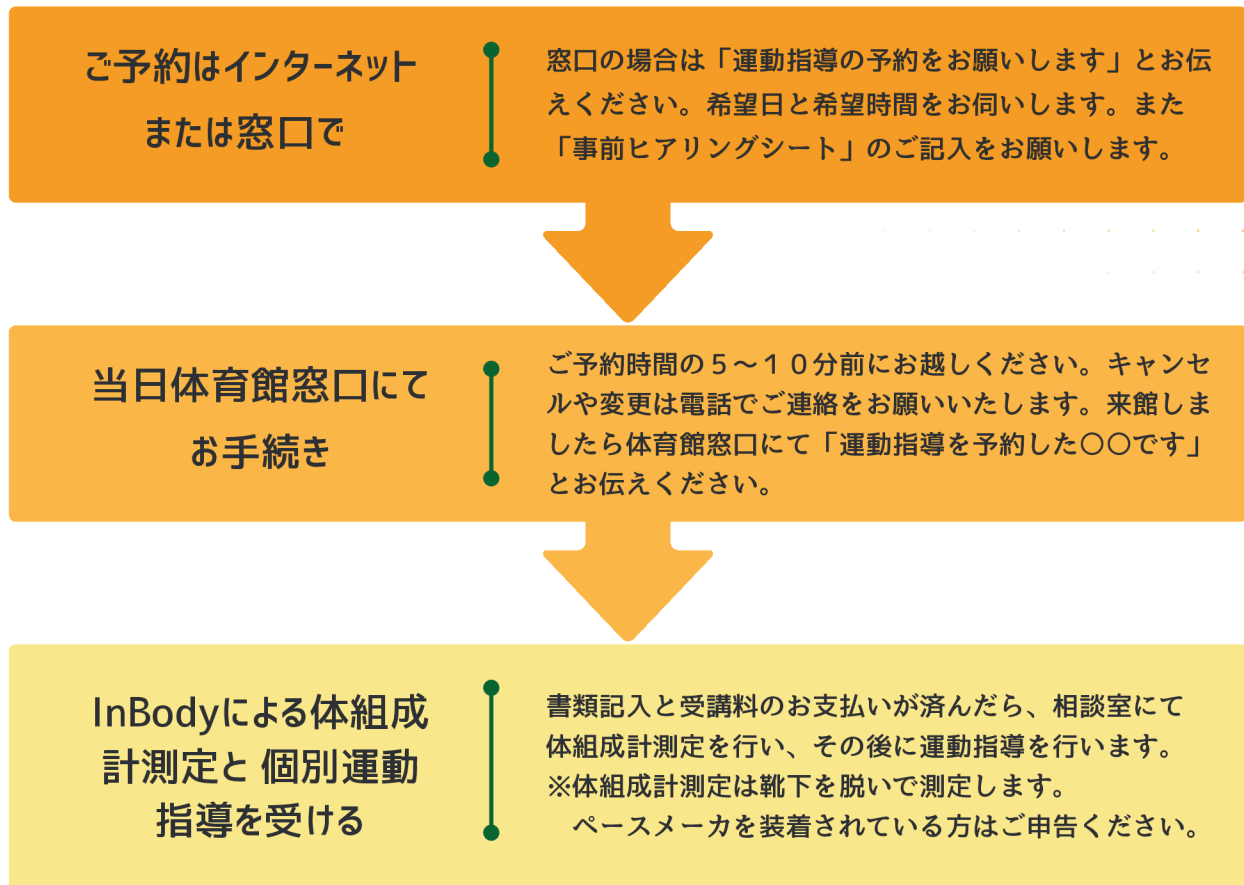 ご予約はインターネット
または窓口で
窓口の場合は「運動指導の予約をお願いします」とお伝
えください。希望日と希望時間をお伺いします。また
「事前ヒアリングシート」のご記入をお願いします。
当日体育館窓口にて
お手続き
ご予約時間の５～１０分前にお越しください。キャンセ
ルや変更は電話でご連絡をお願いいたします。来館しま
したら体育館窓口にて「運動指導を予約した〇〇です」
とお伝えください。
InBodyによる体組成
計測定と 個別運動
指導を受ける
書類記入と受講料のお支払いが済んだら、相談室にて
体組成計測定を行い、その後に運動指導を行います。
※体組成計測定は靴下を脱いで測定します。
　ペースメーカを装着されている方はご申告ください。